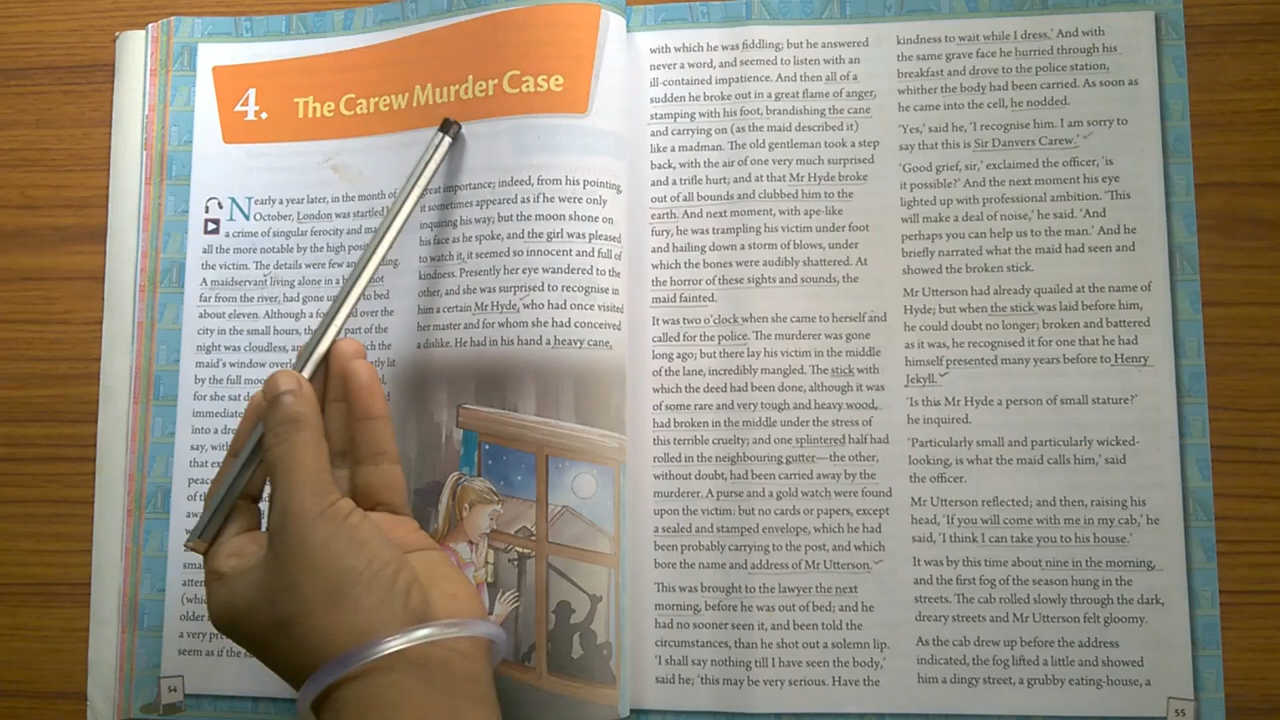 4. The Carew Murder Case
Nearly a year later, in the month of
October, London was startled
a crime of singular ferocity and
all the more notable by the high
the victim. The details were few
A maidservant living alone in a
far from the river, had gone to bed
about eleven. Although a over the
city in the small hours, the part of the
night was cloudless, the
maid's window lit
by the full
for she sat
immediate
into a
say, with
that
of
(which
older
a very
seem as if the
54
great importance; indeed, from his pointing,
it sometimes appeared as if he were only
inquiring his way; but the moon shone on
his face as he spoke, and the girl was pleased
to watch it, it seemed so innocent and full of
kindness. Presently her eye wandered to the
other, and she was surprised to recognise in
him a certain Mr Hyde, who had once visited
her master and for whom she had conceived
a dislike. He had in his hand a heavy cane,
with which he was fiddling; but he answered
never a word, and seemed to listen with an
ill-contained impatience. And then all of a
sudden he broke out in a great flame of anger,
stamping with his foot, brandishing the cane
and carrying on (as the maid described it)
like a madman. The old gentleman took a step
back, with the air of one very much surprised
and a trifle hurt; and at that Mr Hyde broke
out of all bounds and clubbed him to the
earth. And next moment, with ape-like
fury, he was trampling his victim under foot
and hailing down a storm of blows, under
which the bones were audibly shattered. At
the horror of these sights and sounds, the
maid fainted.
It was two o'clock when she came to herself and
called for the police. The murderer was gone
long ago; but there lay his victim in the middle
of the lane, incredibly mangled. The stick with
which the deed had been done, although it was
of some rare and very tough and heavy wood,
had broken in the middle under the stress of
this terrible cruelty; and one splintered half had
rolled in the neighbouring gutter—the other,
without doubt, had been carried away by the
murderer. A purse and a gold watch were found
upon the victim: but no cards or papers, except
a sealed and stamped envelope, which he had
been probably carrying to the post, and which
bore the name and address of Mr Utterson.
This was brought to the lawyer the next
morning, before he was out of bed; and he
had no sooner seen it, and been told the
circumstances, than he shot out a solemn lip.
'I shall say nothing till I have seen the body,'
said he; 'this may be very serious. Have the
kindness to wait while I dress.' And with
the same grave face he hurried through his
breakfast and drove to the police station,
whither the body had been carried. As soon as
he came into the cell, he nodded.
'Yes,' said he, 'I recognise him. I am sorry to
say that this is Sir Danvers Carew.'
'Good grief, sir,' exclaimed the officer, 'is
it possible?' And the next moment his eye
lighted up with professional ambition. 'This
will make a deal of noise,' he said. 'And
perhaps you can help us to the man.' And he
briefly narrated what the maid had seen and
showed the broken stick.
Mr Utterson had already quailed at the name of
Hyde; but when the stick was laid before him,
he could doubt no longer; broken and battered
as it was, he recognised it for one that he had
himself presented many years before to Henry
Jekyll.
'Is this Mr Hyde a person of small stature?'
he inquired.
'Particularly small and particularly wicked-
looking, is what the maid calls him,' said
the officer.
Mr Utterson reflected; and then, raising his
head, 'If you will come with me in my cab,' he
said, 'I think I can take you to his house.'
It was by this time about nine in the morning,
and the first fog of the season hung in the
streets. The cab rolled slowly through the dark,
dreary streets and Mr Utterson felt gloomy.
As the cab drew up before the address
indicated, the fog lifted a little and showed
him a dingy street, a grubby eating-house, a
55